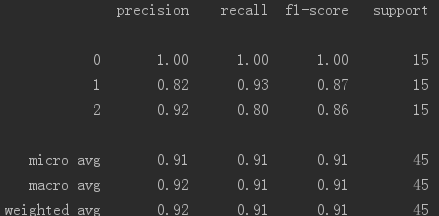 precision recall f1-score support
0 1.00 1.00 1.00 15
1 0.82 0.93 0.87 15
2 0.92 0.80 0.86 15
micro avg 0.91 0.91 0.91 45
macro avg 0.92 0.91 0.91 45
weighted avg 0.92 0.91 0.91 45